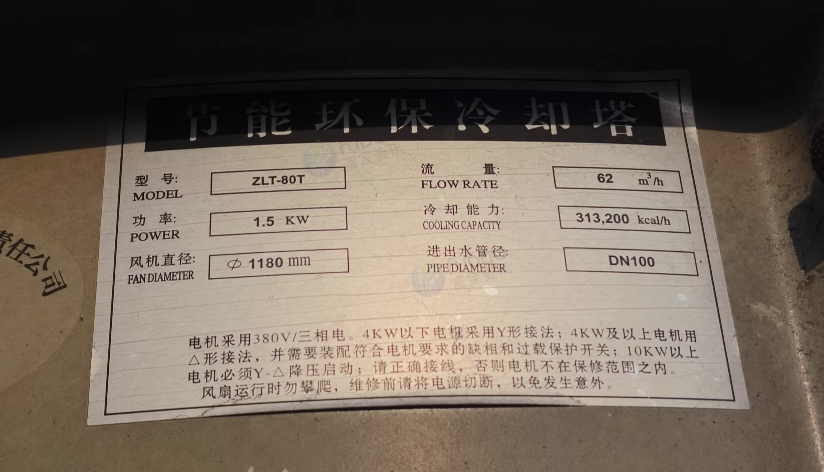 节能环保冷却塔
型 号: ZLT-80T 流 量: 62 m³/h
MODEL FLOW RATE
功 率: 1.5 KW 冷 却 能 力: 313,200 kcal/h
POWER COOLING CAPACITY
风机直径: Φ 1180 mm 进出水管径: DN100
FAN DIAMETER PIPE DIAMETER
电机采用380V/三相电。4KW以下电机采用Y形接法；4KW及以上电机用
△形接法，并需要装配符合电机要求的缺相和过载保护开关；10KW以上
电机必须Y-△降压启动；请正确接线，否则电机不在保修范围之内。
风扇运行时勿攀爬，维修前请将电源切断，以免发生意外。
责任公司